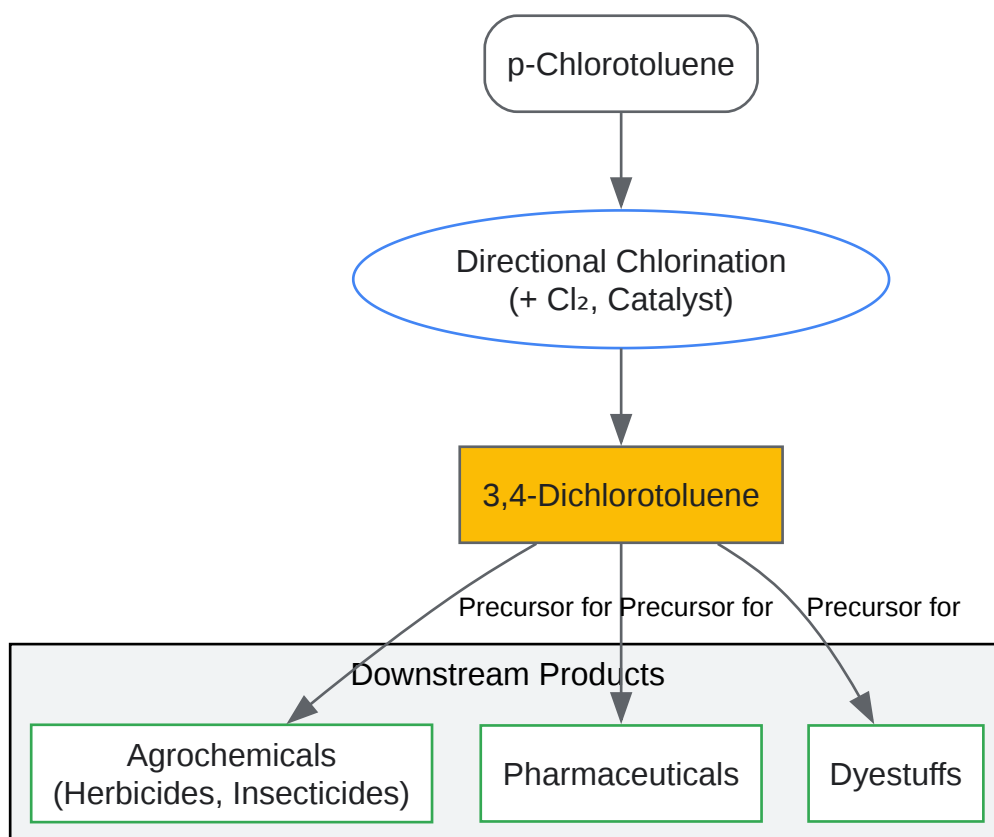 p-Chlorotoluene
Directional Chlorination
(+ Cl₂, Catalyst)
3,4-Dichlorotoluene
Precursor for
Precursor for
Precursor for
Downstream Products
Agrochemicals
(Herbicides, Insecticides)
Pharmaceuticals
Dyestuffs